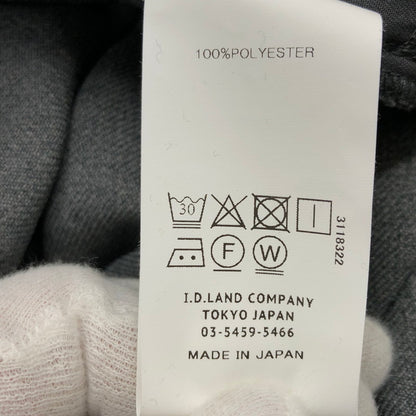 100%POLYESTER
30
F W
3118322
I.D.LAND COMPANY
TOKYO JAPAN
03-5459-5466
MADE IN JAPAN